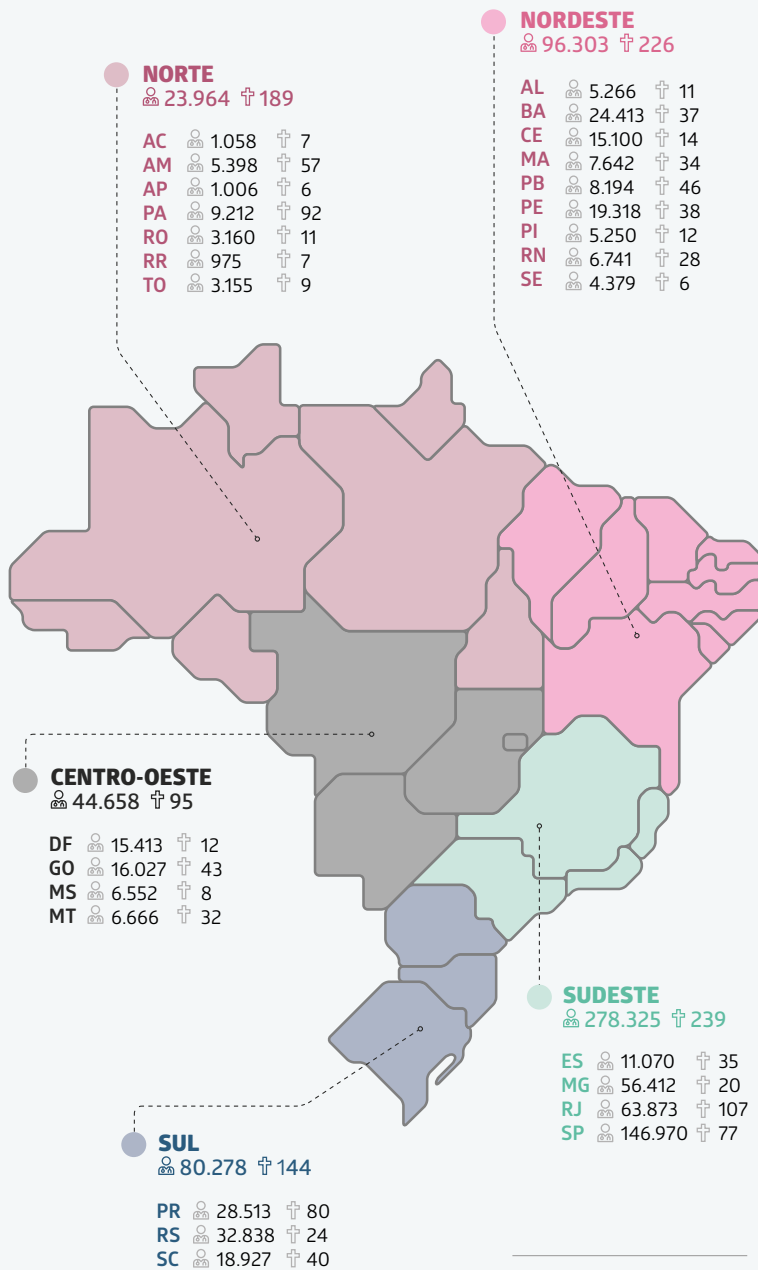 NORTE
23.964 189
AC 1.058 7
AM 5.398 57
AP 1.006 6
PA 9.212 92
RO 3.160 11
RR 975 7
TO 3.155 9
NORDESTE
96.303 226
AL 5.266 11
BA 24.413 37
CE 15.100 14
MA 7.642 34
PB 8.194 46
PE 19.318 38
PI 5.250 12
RN 6.741 28
SE 4.379 6
CENTRO-OESTE
44.658 95
DF 15.413 12
GO 16.027 43
MS 6.552 8
MT 6.666 32
SUDESTE
278.325 239
ES 11.070 35
MG 56.412 20
RJ 63.873 107
SP 146.970 77
SUL
80.278 144
PR 28.513 80
RS 32.838 24
SC 18.927 40